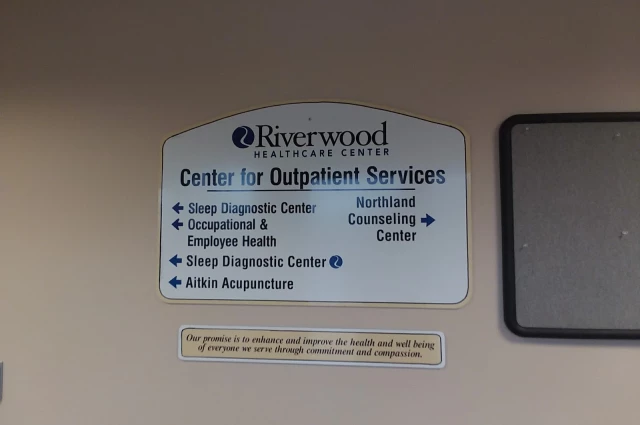 Riverwood
HEALTHCARE CENTER
Center for Outpatient Services
Sleep Diagnostic Center
Occupational &
Employee Health
Sleep Diagnostic Center
Aitkin Acupuncture
Northland
Counseling
Center
Our promise is to enhance and improve the health and well being
of everyone we serve through commitment and compassion.